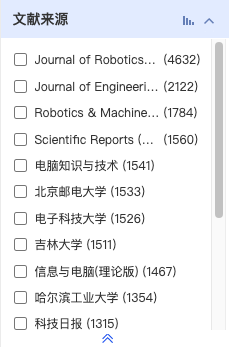 文献来源
Journal of Robotics... (4632)
Journal of Engineeri... (2122)
Robotics & Machine... (1784)
Scientific Reports (... (1560)
电脑知识与技术 (1541)
北京邮电大学 (1533)
电子科技大学 (1526)
吉林大学 (1511)
信息与电脑(理论版) (1467)
哈尔滨工业大学 (1354)
科技日报 (1315)